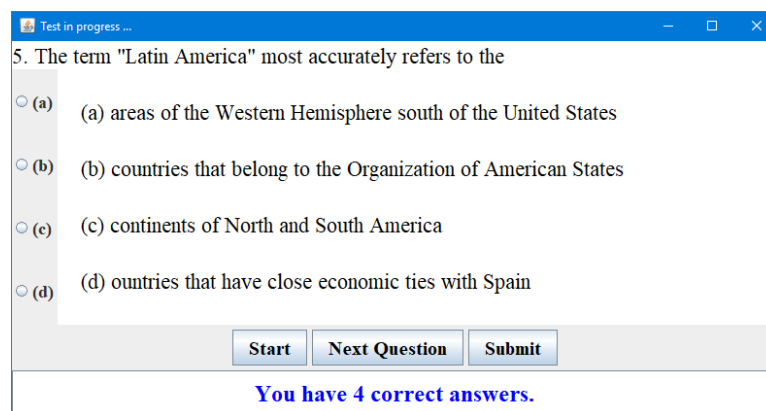 Test in progress ...
5. The term "Latin America" most accurately refers to the
(a) (a) areas of the Western Hemisphere south of the United States
(b) (b) countries that belong to the Organization of American States
(c) (c) continents of North and South America
(d) (d) ountries that have close economic ties with Spain
Start Next Question Submit
You have 4 correct answers.